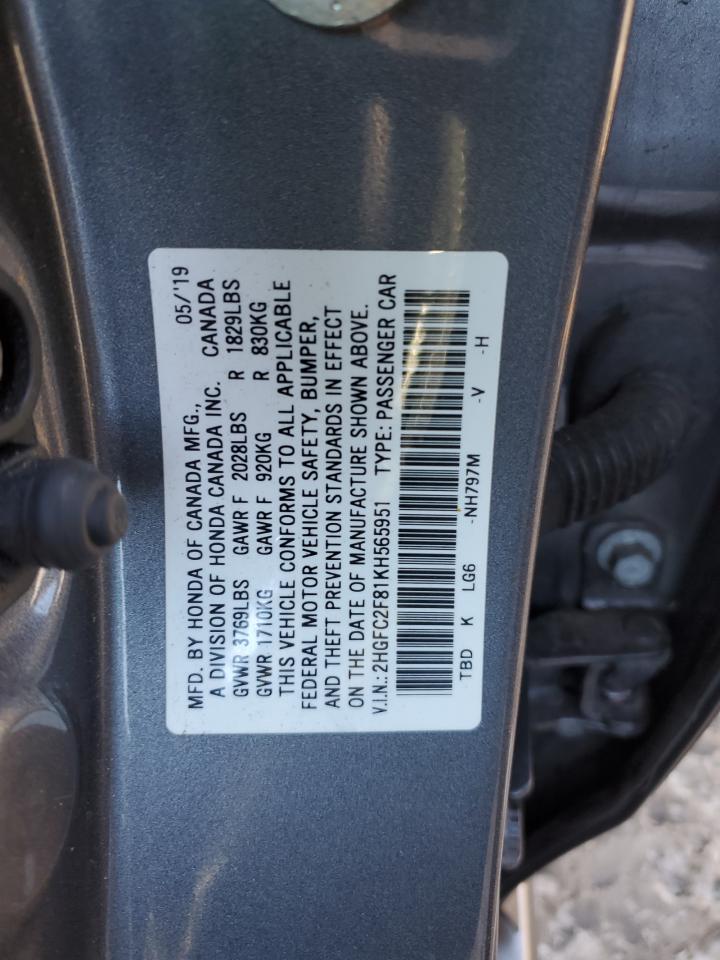 MFD. BY HONDA OF CANADA MFG., 05/'19
A DIVISION OF HONDA CANADA INC. CANADA
GVWR 3769LBS GAWR F 2028LBS R 1829LBS
GVWR 1710KG GAWR F 920KG R 830KG
THIS VEHICLE CONFORMS TO ALL APPLICABLE
FEDERAL MOTOR VEHICLE SAFETY, BUMPER,
AND THEFT PREVENTION STANDARDS IN EFFECT
ON THE DATE OF MANUFACTURE SHOWN ABOVE.
V.I.N.: 2HGFC2F81KH565951 TYPE: PASSENGER CAR
TBD K LG6 -NH797M -V -H